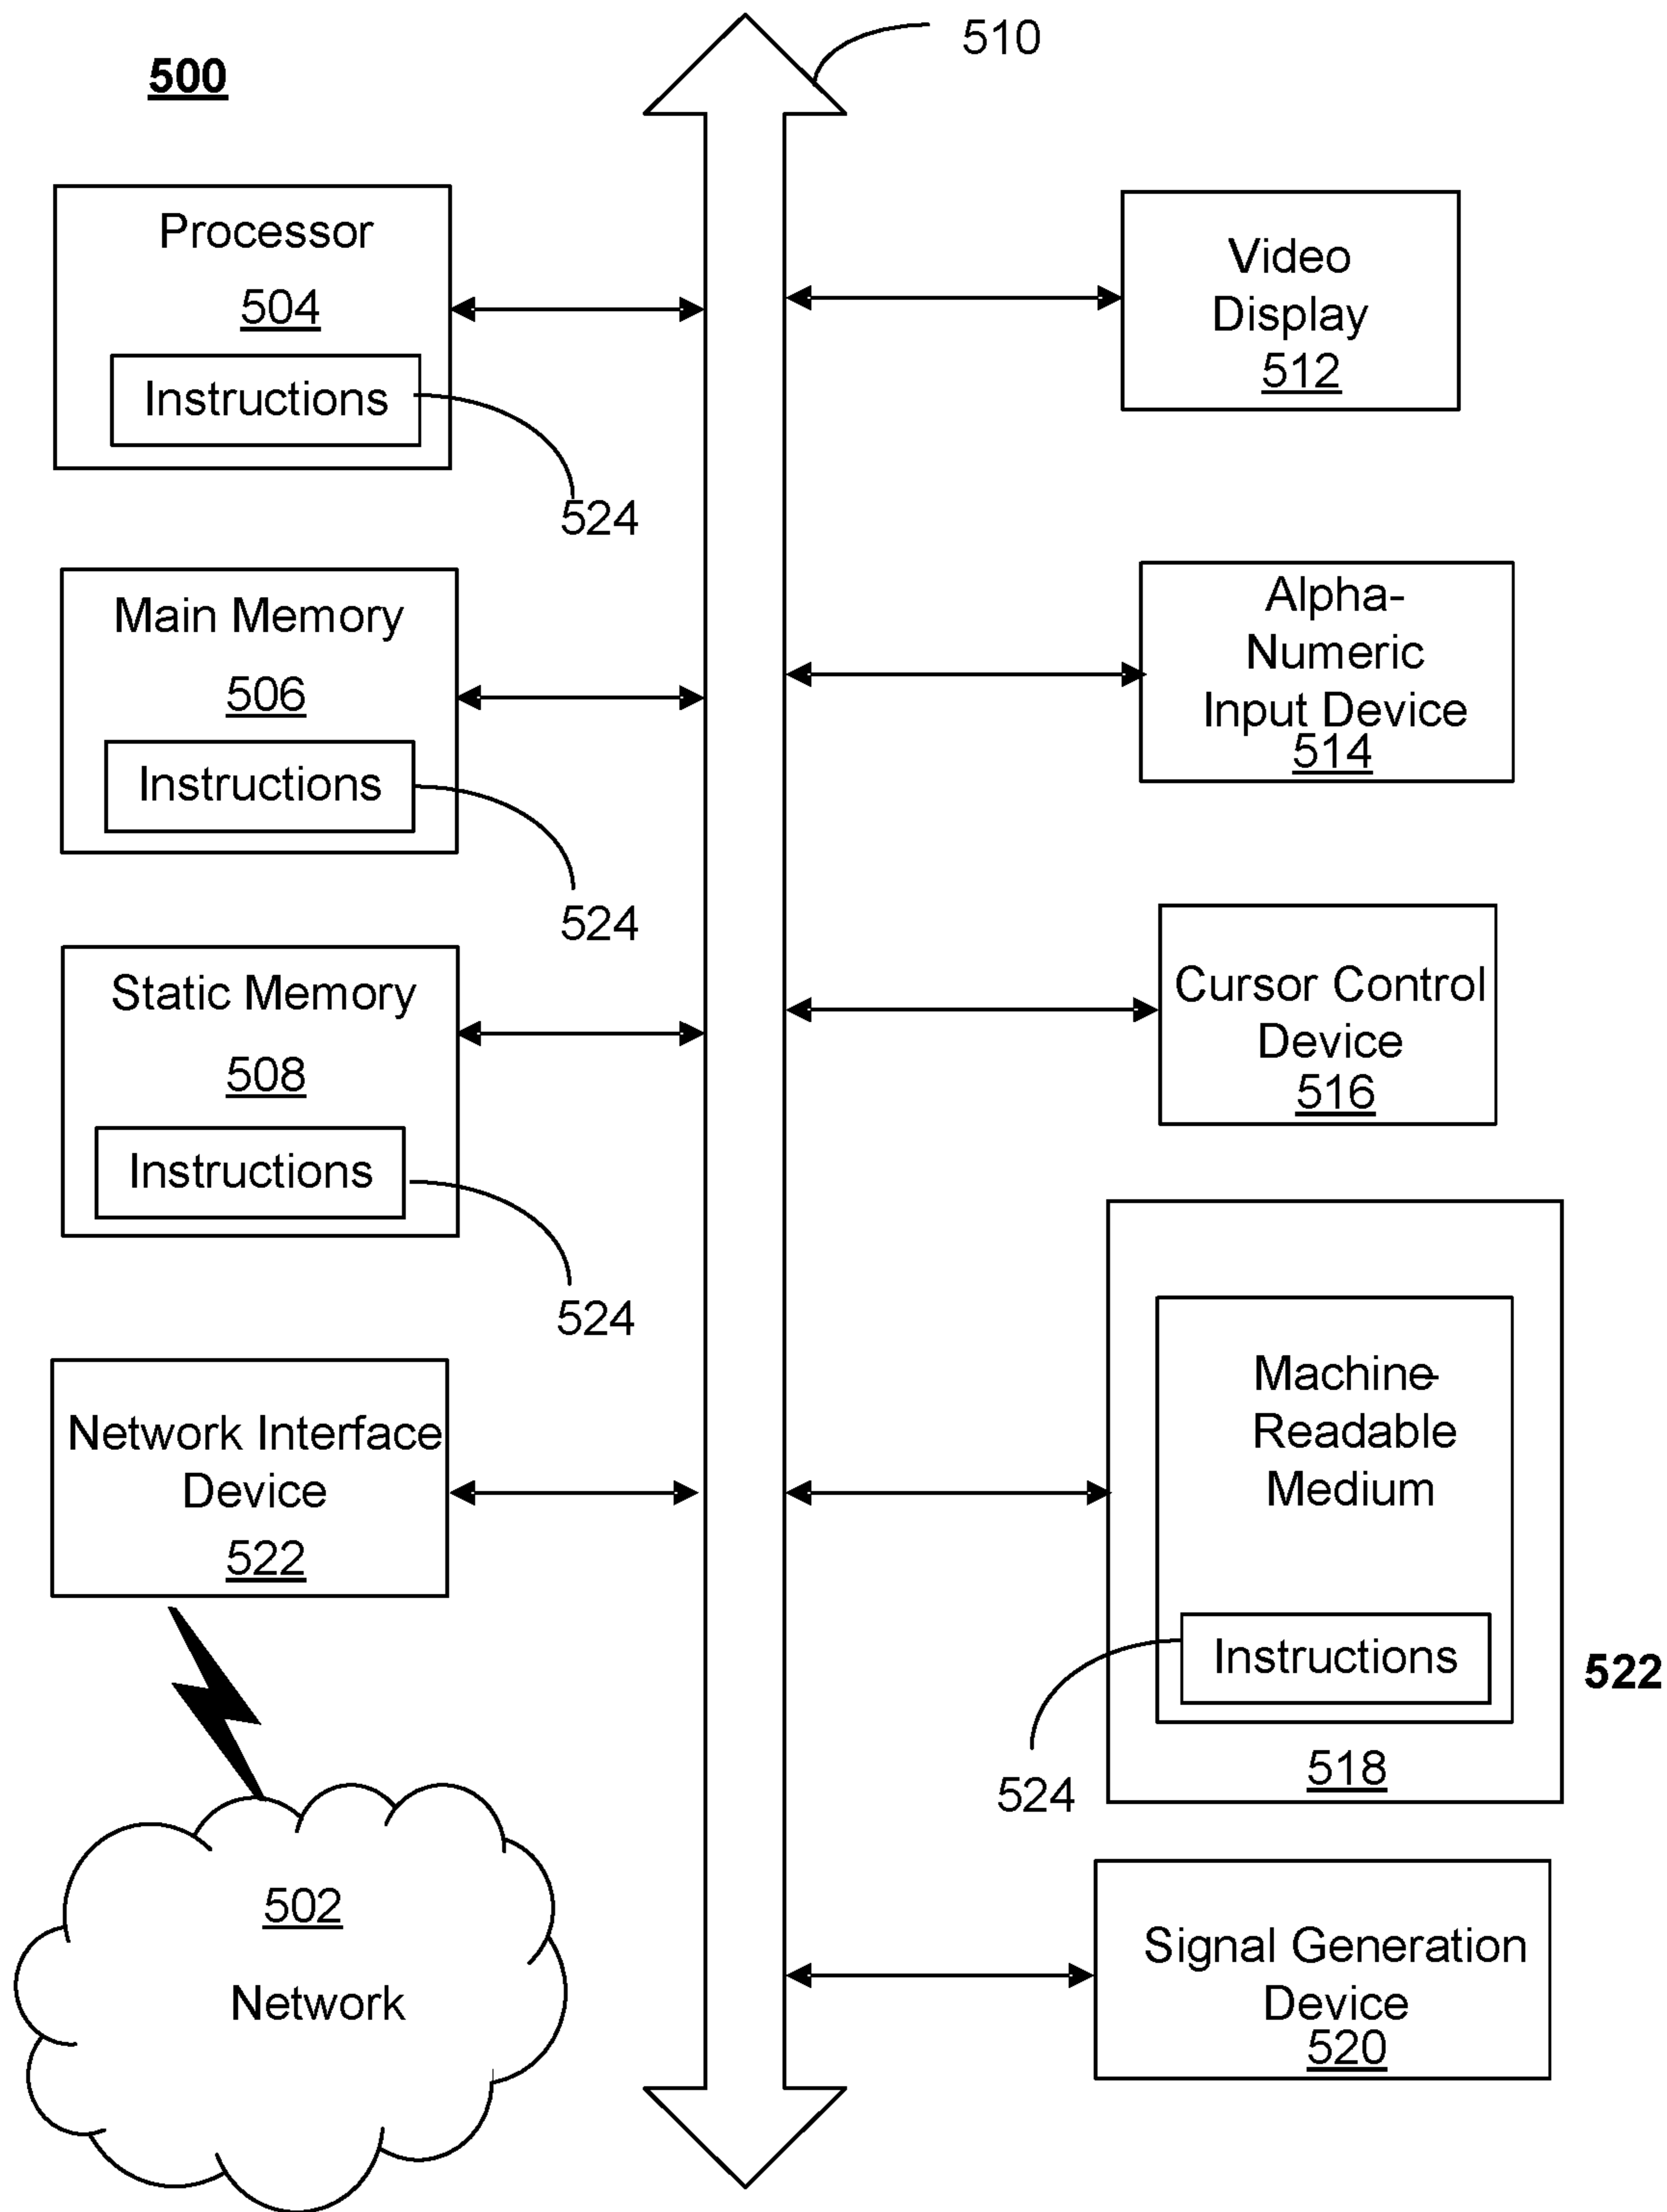 500
510
Processor
504
Instructions
524
Main Memory
506
Instructions
524
Static Memory
508
Instructions
524
Network Interface
Device
522
502
Network
Video
Display
512
Alpha-
Numeric
Input Device
514
Cursor Control
Device
516
Machine-
Readable
Medium
Instructions
522
518
524
Signal Generation
Device
520